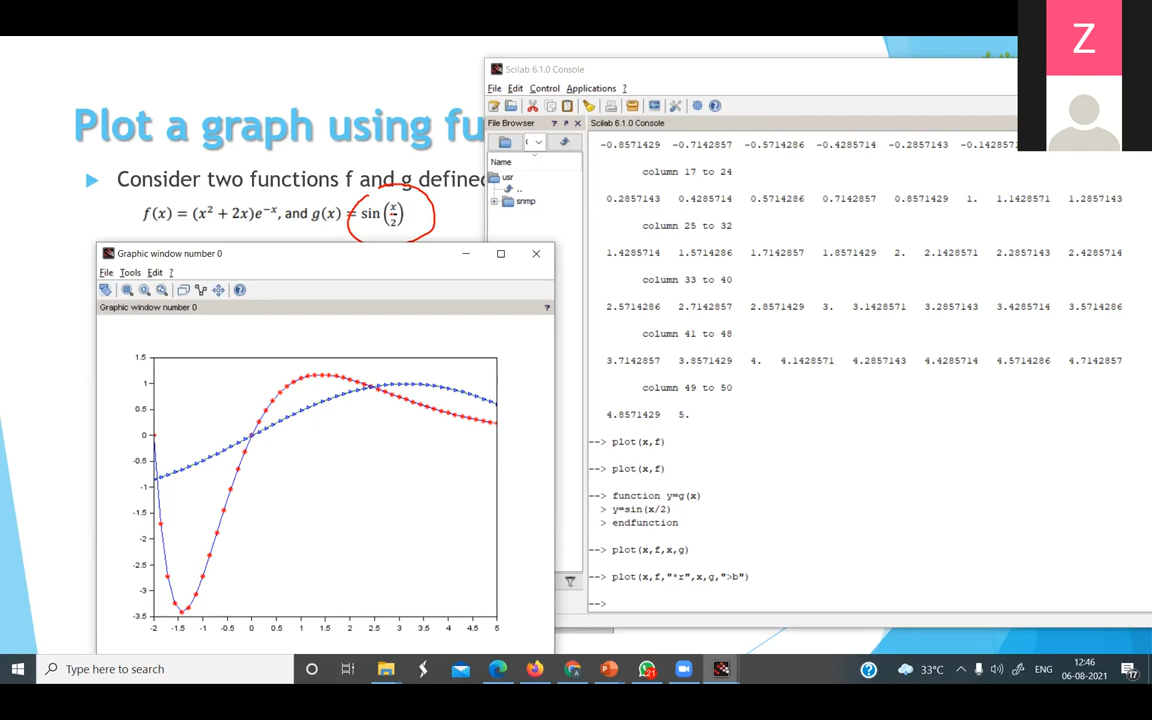 Plot a graph using fu
Consider two functions f and g defined
f(x) = (x² + 2x)e⁻ˣ, and g(x) = sin(x/2)
Z
Scilab 6.1.0 Console
File Edit Control Applications ?
File Browser ? ↗ ✕
Name
usr
..
snmp
Scilab 6.1.0 Console
-0.8571429 -0.7142857 -0.5714286 -0.4285714 -0.2857143 -0.142857
column 17 to 24
0.2857143 0.4285714 0.5714286 0.7142857 0.8571429 1. 1.1428571 1.2857143
column 25 to 32
1.4285714 1.5714286 1.7142857 1.8571429 2. 2.1428571 2.2857143 2.4285714
column 33 to 40
2.5714286 2.7142857 2.8571429 3. 3.1428571 3.2857143 3.4285714 3.5714286
column 41 to 48
3.7142857 3.8571429 4. 4.1428571 4.2857143 4.4285714 4.5714286 4.7142857
column 49 to 50
4.8571429 5.
--> plot(x,f)
--> plot(x,f)
--> function y=g(x)
> y=sin(x/2)
> endfunction
--> plot(x,f,x,g)
--> plot(x,f,"*r",x,g,">b")
-->
Graphic window number 0
File Tools Edit ?
Graphic window number 0 ?
1.5
1
0.5
0
-0.5
-1
-1.5
-2
-2.5
-3
-3.5
-2 -1.5 -1 -0.5 0 0.5 1 1.5 2 2.5 3 3.5 4 4.5 5
Type here to search
21
33°C
ENG
12:46
06-08-2021
17